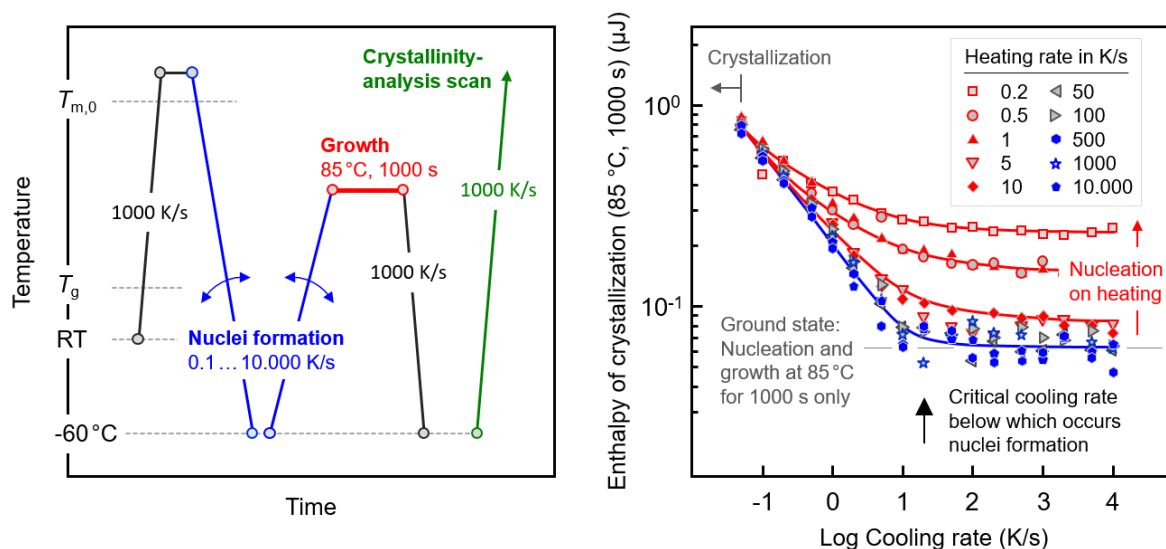 Temperature
T_m,0
T_g
RT
-60 °C
1000 K/s
Nuclei formation
0.1 … 10.000 K/s
Growth
85 °C, 1000 s
1000 K/s
Crystallinity-
analysis scan
1000 K/s
Time
Enthalpy of crystallization (85 °C, 1000 s) (µJ)
10⁰
10⁻¹
Crystallization
Heating rate in K/s
0.2 50
0.5 100
1 500
5 1000
10 10.000
Nucleation
on heating
Ground state:
Nucleation and
growth at 85 °C
for 1000 s only
Critical cooling rate
below which occurs
nuclei formation
-1 0 1 2 3 4
Log Cooling rate (K/s)